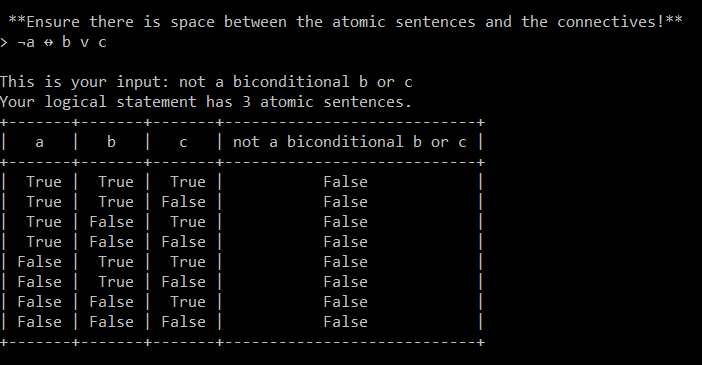 **Ensure there is space between the atomic sentences and the connectives!**
> ¬a ↔ b v c
This is your input: not a biconditional b or c
Your logical statement has 3 atomic sentences.
+-------+-------+-------+----------------------------+
|   a   |   b   |   c   | not a biconditional b or c |
+-------+-------+-------+----------------------------+
|  True |  True |  True |           False            |
|  True |  True | False |           False            |
|  True | False |  True |           False            |
|  True | False | False |           False            |
| False |  True |  True |           False            |
| False |  True | False |           False            |
| False | False |  True |           False            |
| False | False | False |           False            |
+-------+-------+-------+----------------------------+